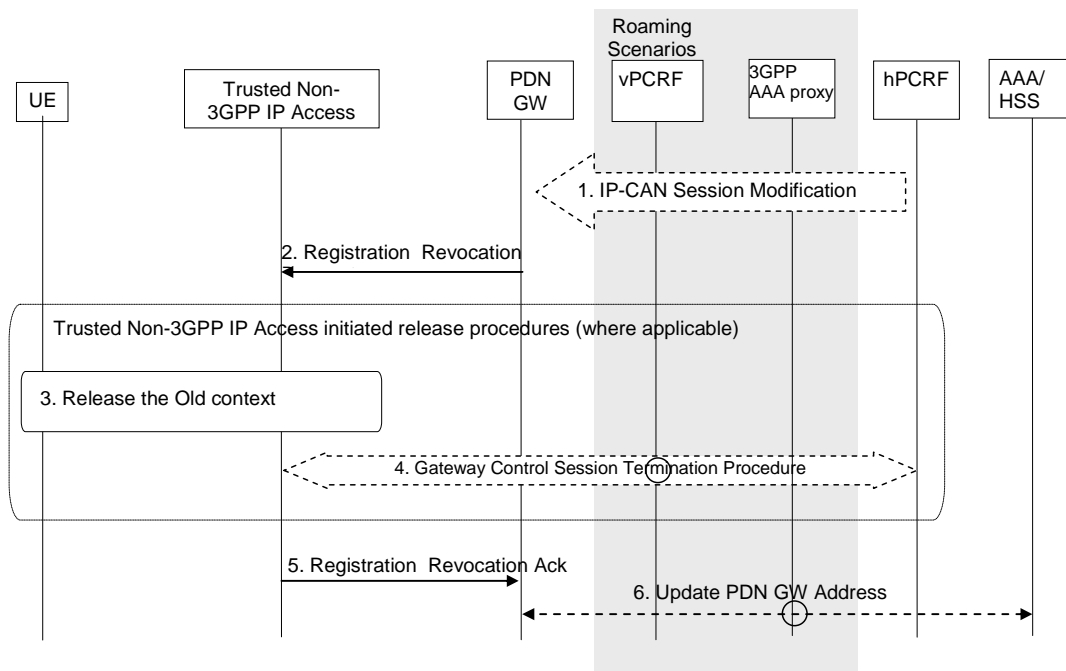 Roaming
Scenarios
UE
Trusted Non-
3GPP IP Access
PDN
GW
vPCRF
3GPP
AAA proxy
hPCRF
AAA/
HSS
1. IP-CAN Session Modification
2. Registration Revocation
Trusted Non-3GPP IP Access initiated release procedures (where applicable)
3. Release the Old context
4. Gateway Control Session Termination Procedure
5. Registration Revocation Ack
6. Update PDN GW Address